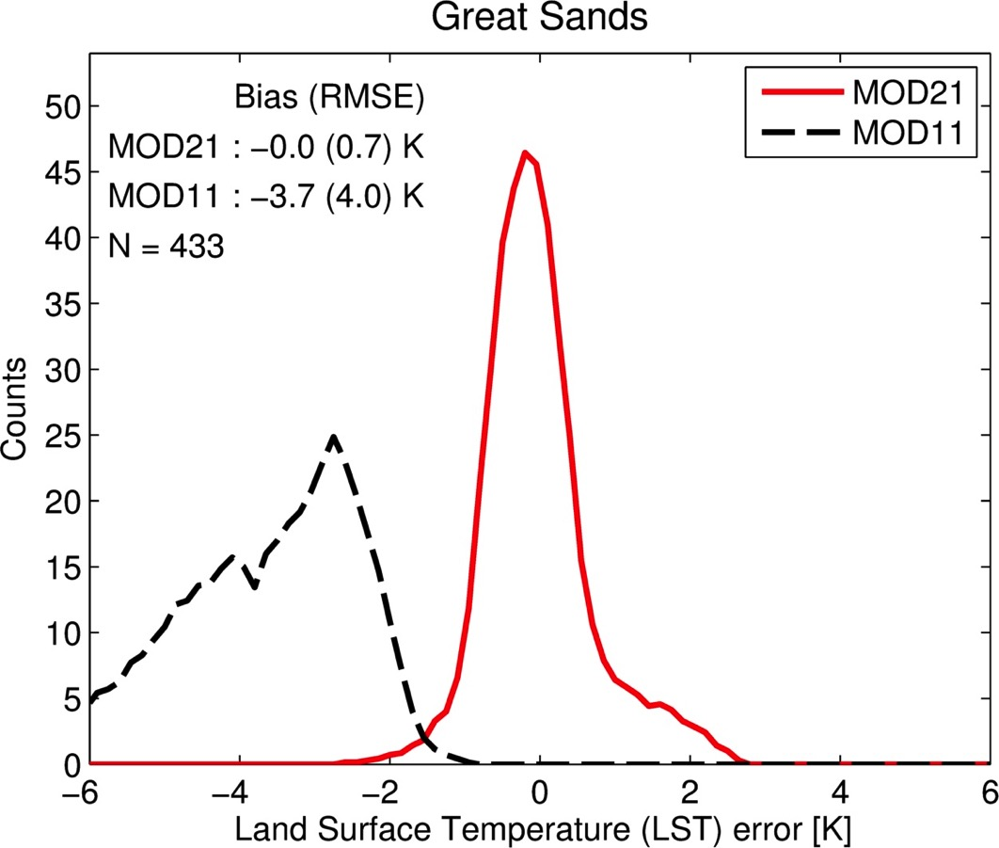 Great Sands
Bias (RMSE)
MOD21 : −0.0 (0.7) K
MOD11 : −3.7 (4.0) K
N = 433
MOD21
MOD11
Counts
50
45
40
35
30
25
20
15
10
5
0
−6
−4
−2
0
2
4
6
Land Surface Temperature (LST) error [K]